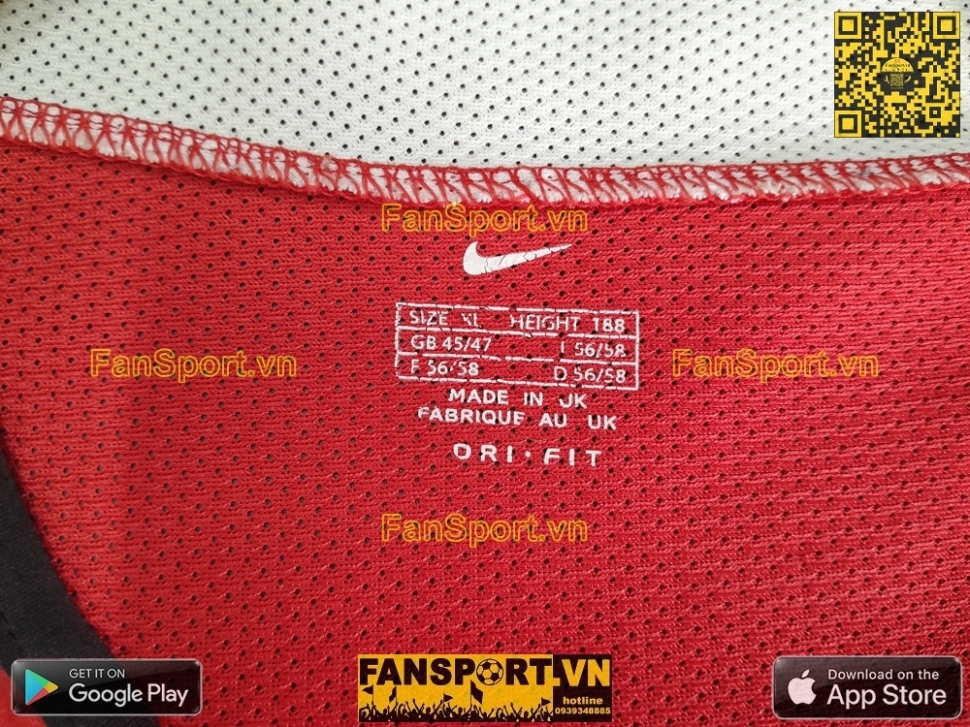 FanSport.vn
SIZE XL HEIGHT 188
GB 45/47 I 56/58
F 56/58 D 56/58
FanSport.vn
FanSport.vn
MADE IN UK
FABRIQUE AU UK
DRI·FIT
FanSport.vn
GET IT ON
Google Play
FANSPORT.VN
hotline
0939348885
Download on the
App Store